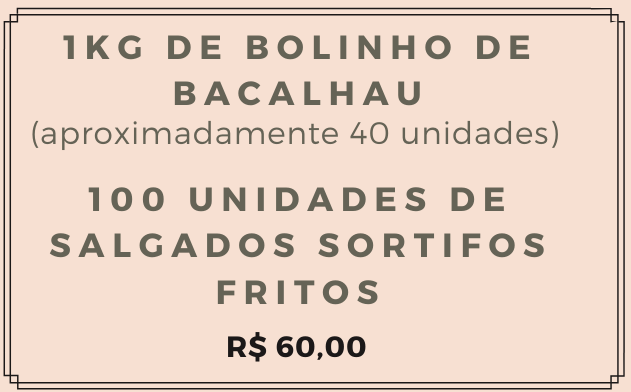 1KG DE BOLINHO DE
BACALHAU
(aproximadamente 40 unidades)
100 UNIDADES DE
SALGADOS SORTIFOS
FRITOS
R$ 60,00